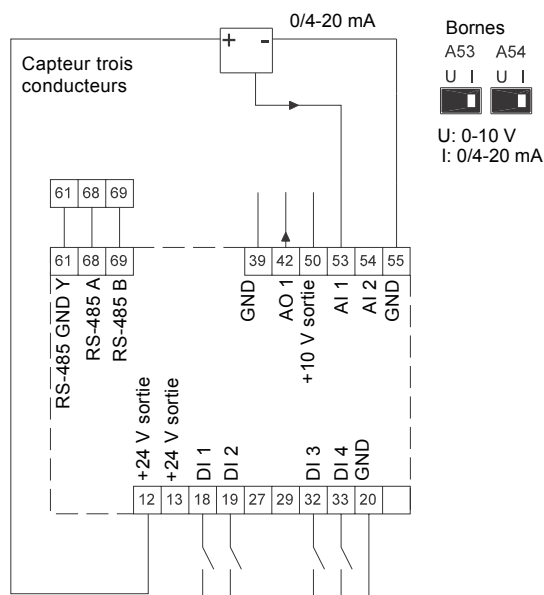 0/4-20 mA
+ -
Capteur trois
conducteurs
Bornes
A53 A54
U I U I
U: 0-10 V
I: 0/4-20 mA
61 68 69
61 68 69
39 42 50 53 54 55
RS-485 GND Y
RS-485 A
RS-485 B
GND
AO 1
+10 V sortie
AI 1
AI 2
GND
+24 V sortie
+24 V sortie
DI 1
DI 2
DI 3
DI 4
GND
12 13 18 19 27 29 32 33 20